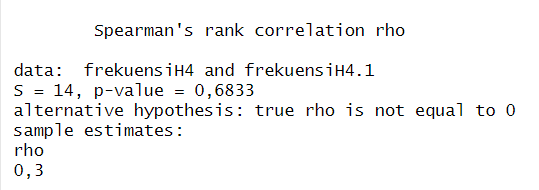 Spearman's rank correlation rho
data:  frekuensiH4 and frekuensiH4.1
S = 14, p-value = 0,6833
alternative hypothesis: true rho is not equal to 0
sample estimates:
rho
0,3